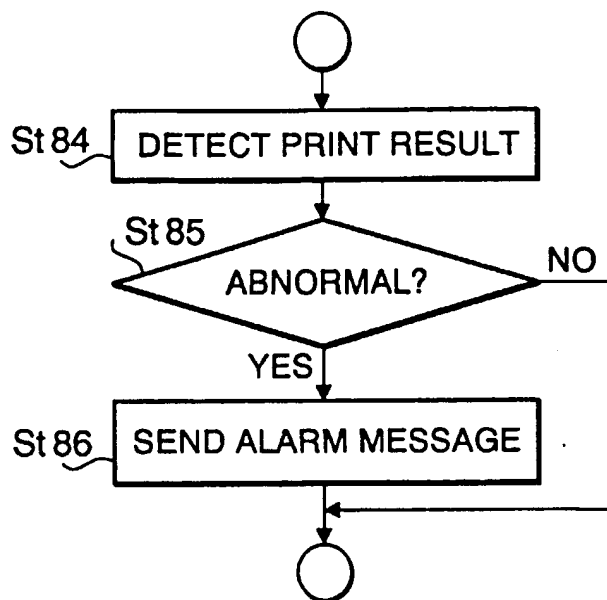 St 84
DETECT PRINT RESULT
St 85
ABNORMAL?
NO
YES
St 86
SEND ALARM MESSAGE